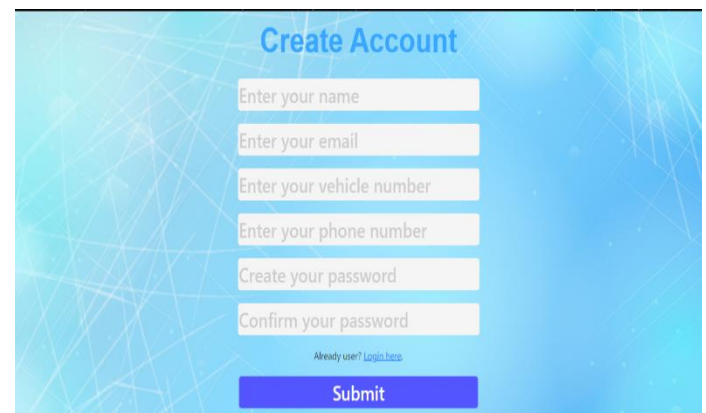 Create Account
Enter your name
Enter your email
Enter your vehicle number
Enter your phone number
Create your password
Confirm your password
Already user? Login here.
Submit